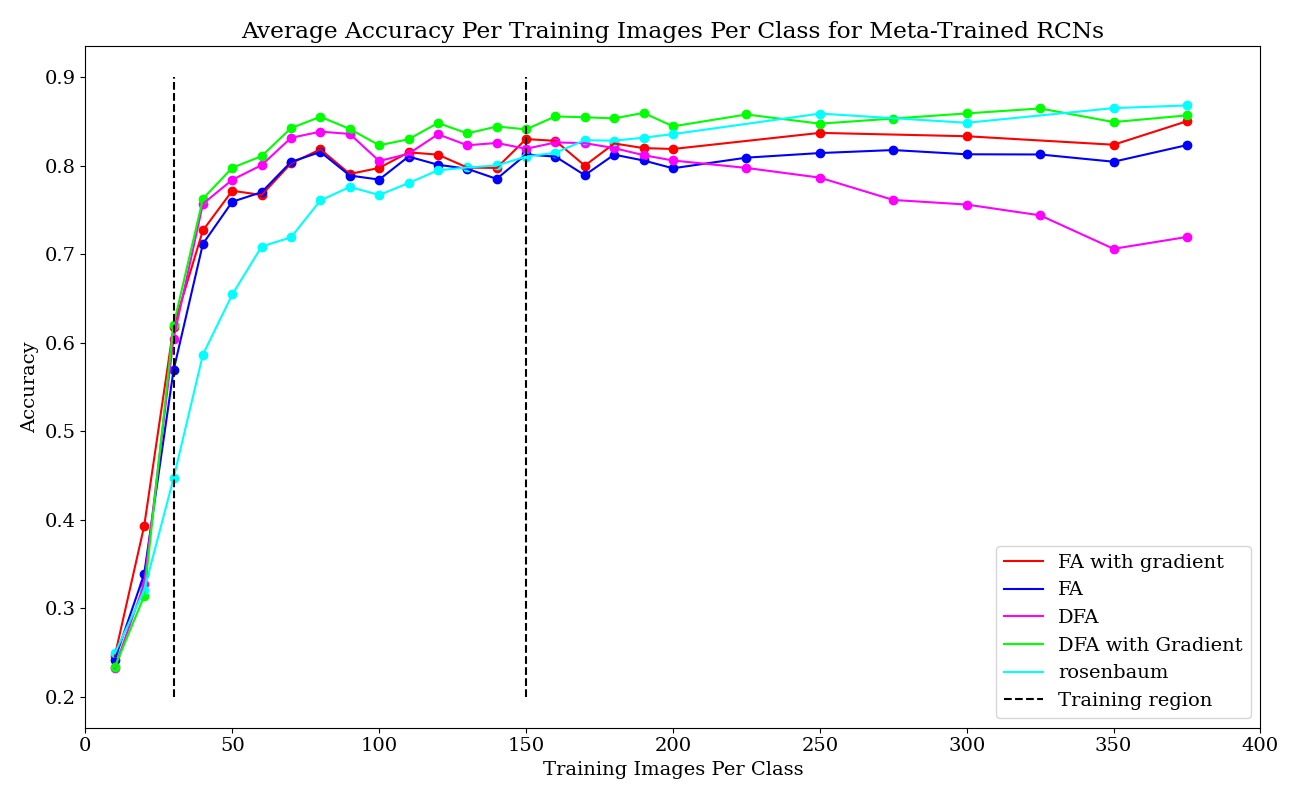 Average Accuracy Per Training Images Per Class for Meta-Trained RCNs
Accuracy
0.9
0.8
0.7
0.6
0.5
0.4
0.3
0.2
FA with gradient
FA
DFA
DFA with Gradient
rosenbaum
Training region
0 50 100 150 200 250 300 350 400
Training Images Per Class